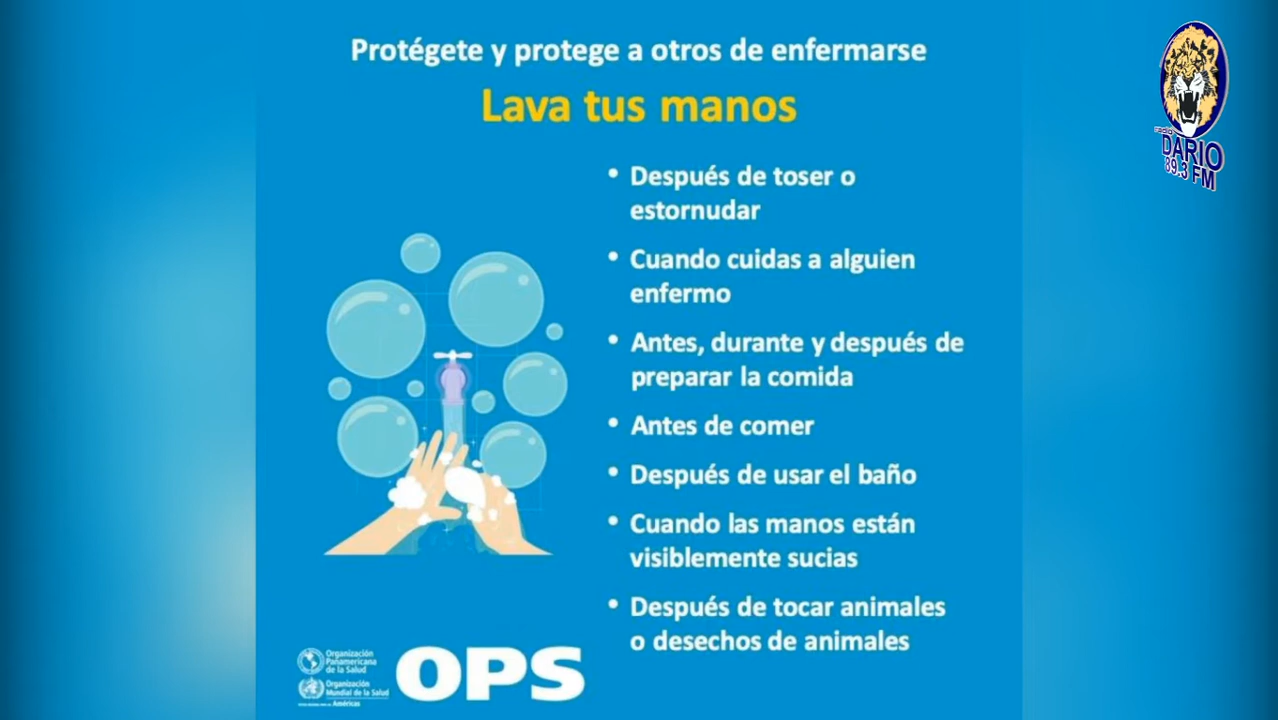 Protégete y protege a otros de enfermarse
Lava tus manos
• Después de toser o
estornudar
• Cuando cuidas a alguien
enfermo
• Antes, durante y después de
preparar la comida
• Antes de comer
• Después de usar el baño
• Cuando las manos están
visiblemente sucias
• Después de tocar animales
o desechos de animales
Organización
Panamericana
de la Salud
Organización
Mundial de la Salud
Américas
OPS
radio
DARIO
89.3 FM